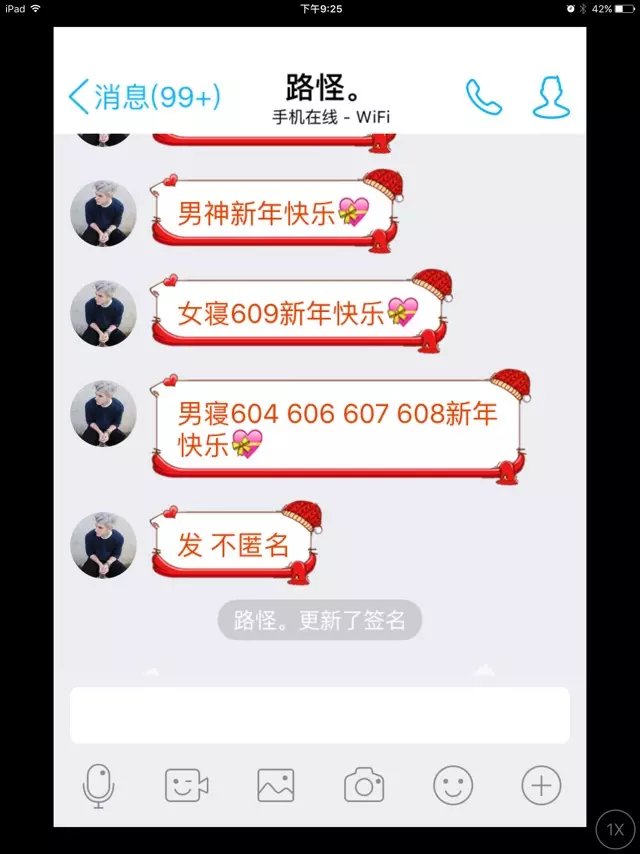 iPad 下午9:25 42%
消息(99+)
路怪。
手机在线 - WiFi
男神新年快乐💝
女寝609新年快乐💝
男寝604 606 607 608新年
快乐💝
发 不匿名
路怪。更新了签名
1X